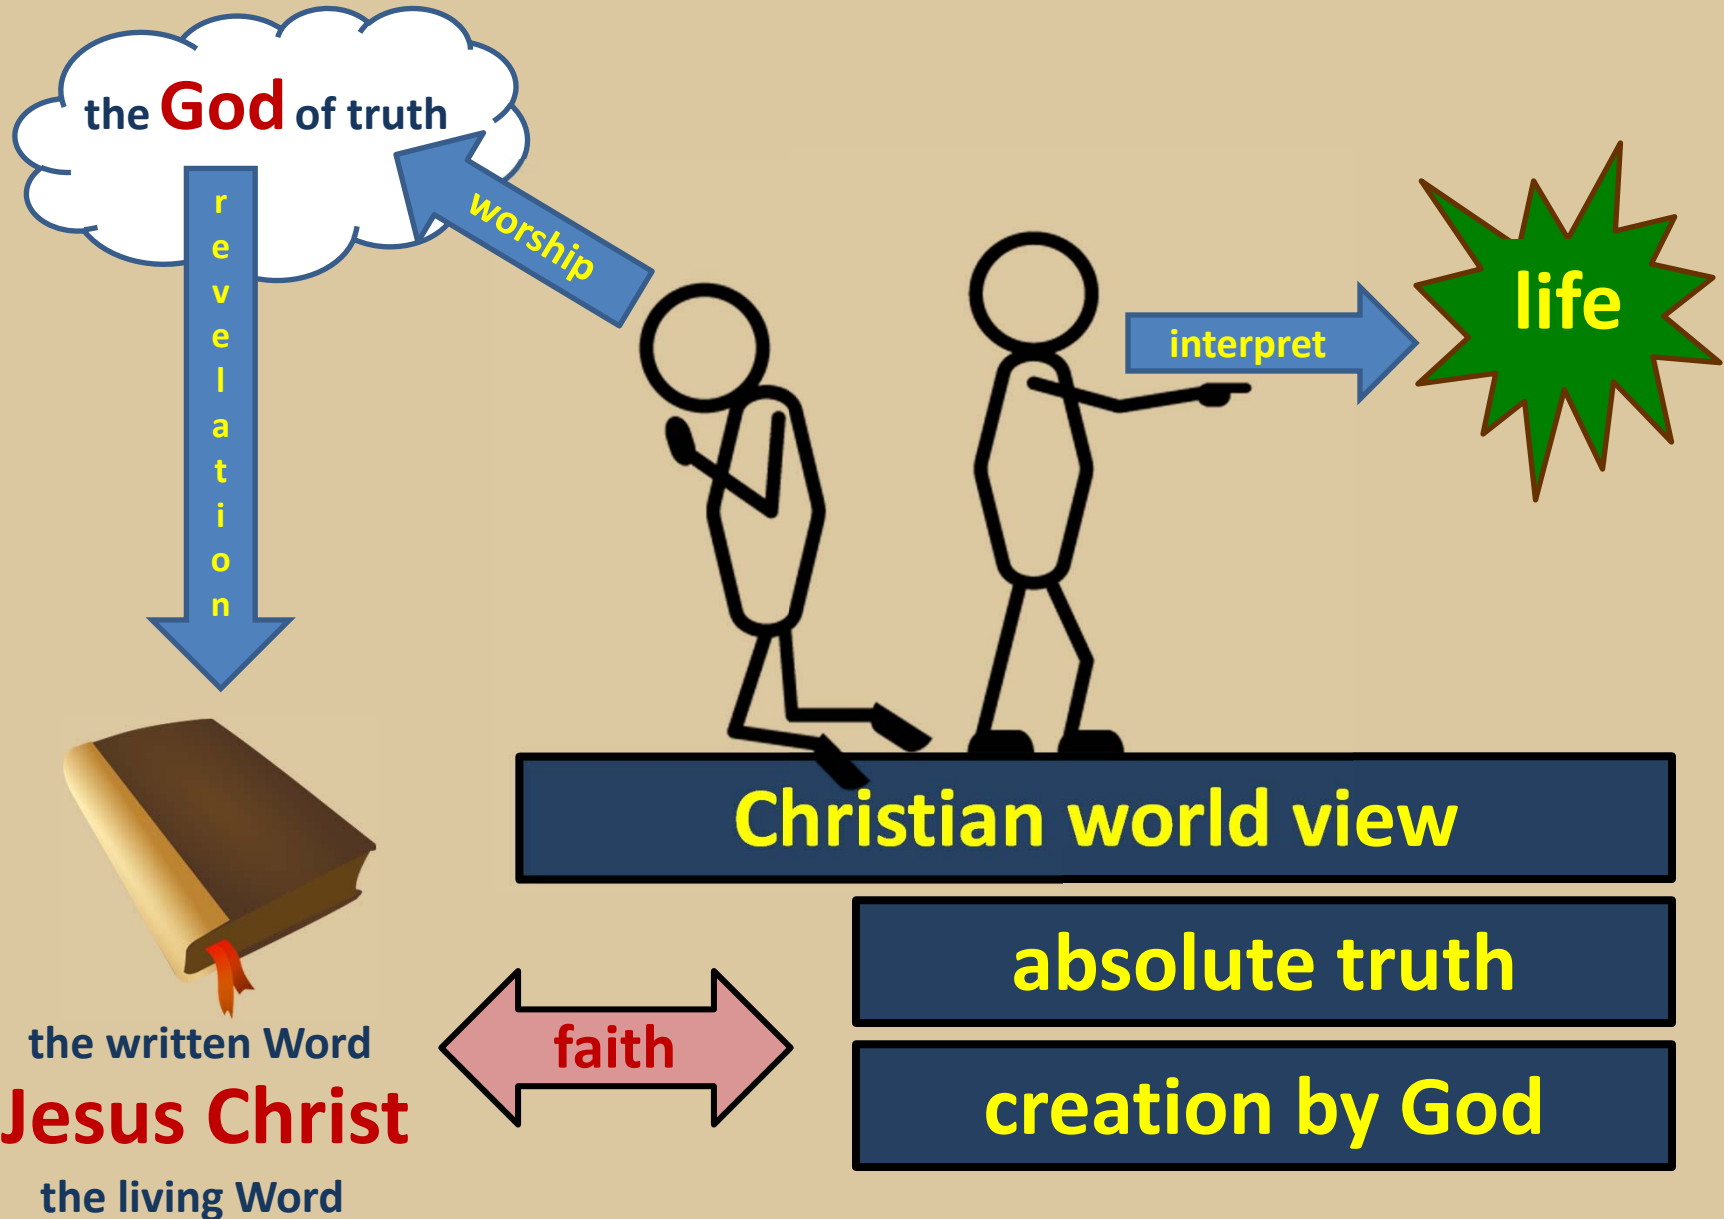 the God of truth
revelation
worship
interpret
life
Christian world view
absolute truth
creation by God
faith
the written Word
Jesus Christ
the living Word